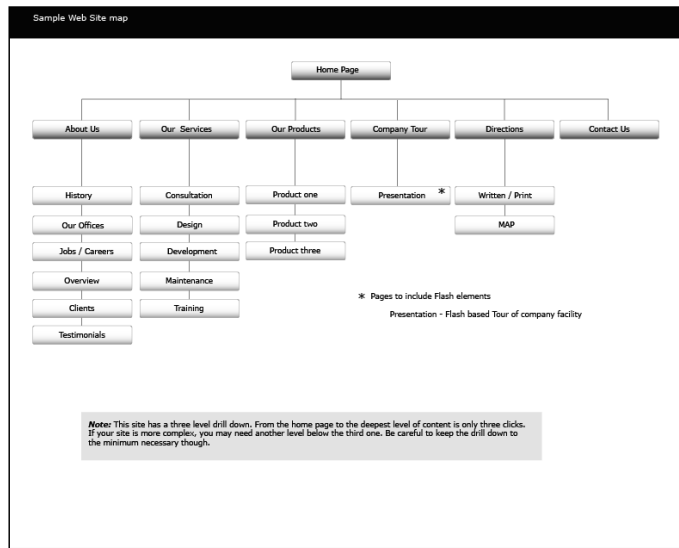 Sample Web Site map
Home Page
About Us
Our Services
Our Products
Company Tour
Directions
Contact Us
History
Consultation
Product one
Presentation *
Written / Print
Our Offices
Design
Product two
MAP
Jobs / Careers
Development
Product three
Overview
Maintenance
Clients
Training
Testimonials
* Pages to include Flash elements
Presentation - Flash based Tour of company facility
Note: This site has a three level drill down. From the home page to the deepest level of content is only three clicks.
If your site is more complex, you may need another level below the third one. Be careful to keep the drill down to
the minimum necessary though.